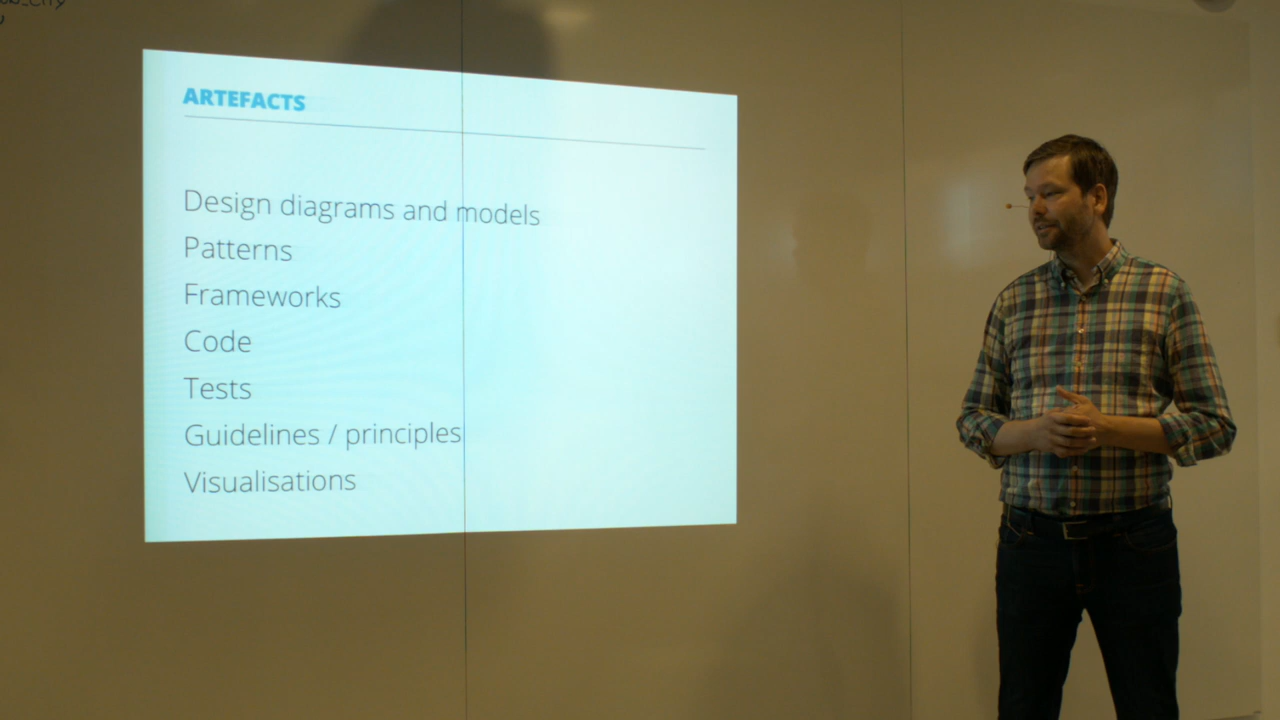 ARTEFACTS
Design diagrams and models
Patterns
Frameworks
Code
Tests
Guidelines / principles
Visualisations